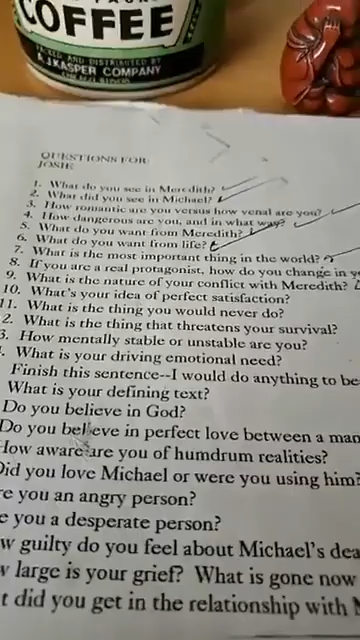 COFFEE
PACKED AND DISTRIBUTED BY
A.J.KASPER COMPANY
QUESTIONS FOR
JOSIE
1. What do you see in Meredith?
2. What did you see in Michael?
3. How romantic are you versus how venal are you?
4. How dangerous are you, and in what way?
5. What do you want from Meredith?
6. What do you want from life?
7. What is the most important thing in the world?
8. If you are a real protagonist, how do you change in
9. What is the nature of your conflict with Meredith?
10. What's your idea of perfect satisfaction?
11. What is the thing you would never do?
2. What is the thing that threatens your survival?
3. How mentally stable or unstable are you?
. What is your driving emotional need?
Finish this sentence--I would do anything to be
What is your defining text?
Do you believe in God?
Do you believe in perfect love between a man
How aware are you of humdrum realities?
Did you love Michael or were you using him?
re you an angry person?
e you a desperate person?
w guilty do you feel about Michael's dea
w large is your grief? What is gone now
t did you get in the relationship with